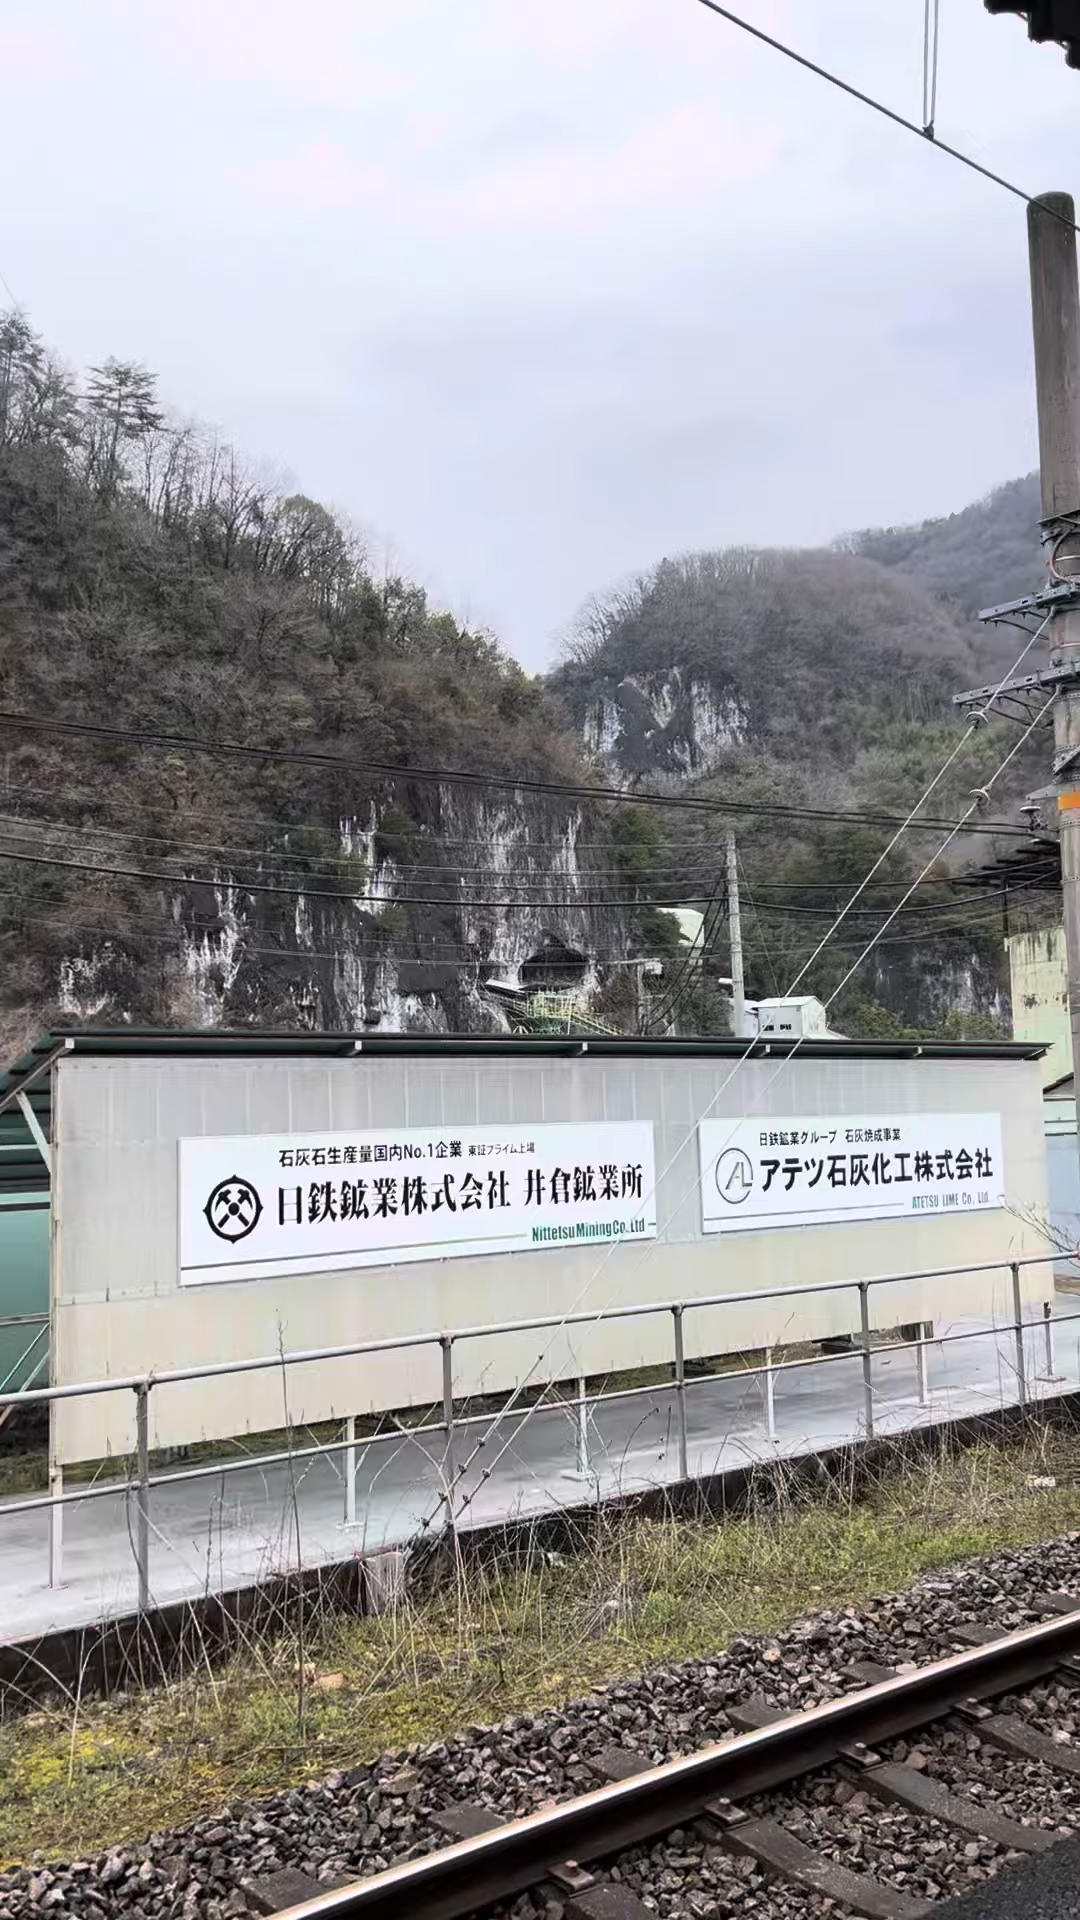 石灰石生産量国内No.1企業 東証プライム上場
日鉄鉱業株式会社 井倉鉱業所
Nittetsu Mining Co. Ltd
日鉄鉱業グループ 石灰焼成事業
アテツ石灰化工株式会社
ATETSU LIME Co. Ltd.